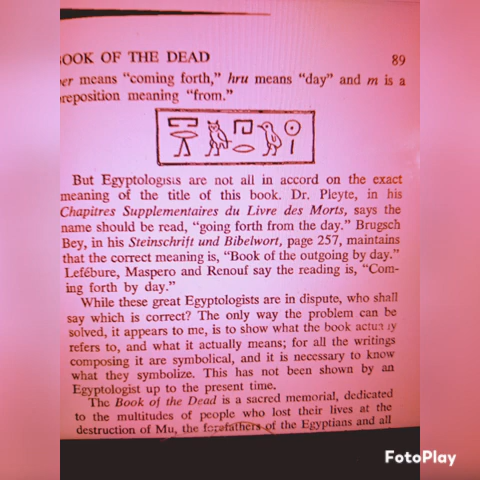 BOOK OF THE DEAD 89
per means “coming forth,” hru means “day” and m is a
preposition meaning “from.”
But Egyptologists are not all in accord on the exact
meaning of the title of this book. Dr. Pleyte, in his
Chapitres Supplementaires du Livre des Morts, says the
name should be read, “going forth from the day.” Brugsch
Bey, in his Steinschrift und Bibelwort, page 257, maintains
that the correct meaning is, “Book of the outgoing by day.”
Lefébure, Maspero and Renouf say the reading is, “Com-
ing forth by day.”
While these great Egyptologists are in dispute, who shall
say which is correct? The only way the problem can be
solved, it appears to me, is to show what the book actually
refers to, and what it actually means; for all the writings
composing it are symbolical, and it is necessary to know
what they symbolize. This has not been shown by an
Egyptologist up to the present time.
The Book of the Dead is a sacred memorial, dedicated
to the multitudes of people who lost their lives at the
destruction of Mu, the forefathers of the Egyptians and all
FotoPlay